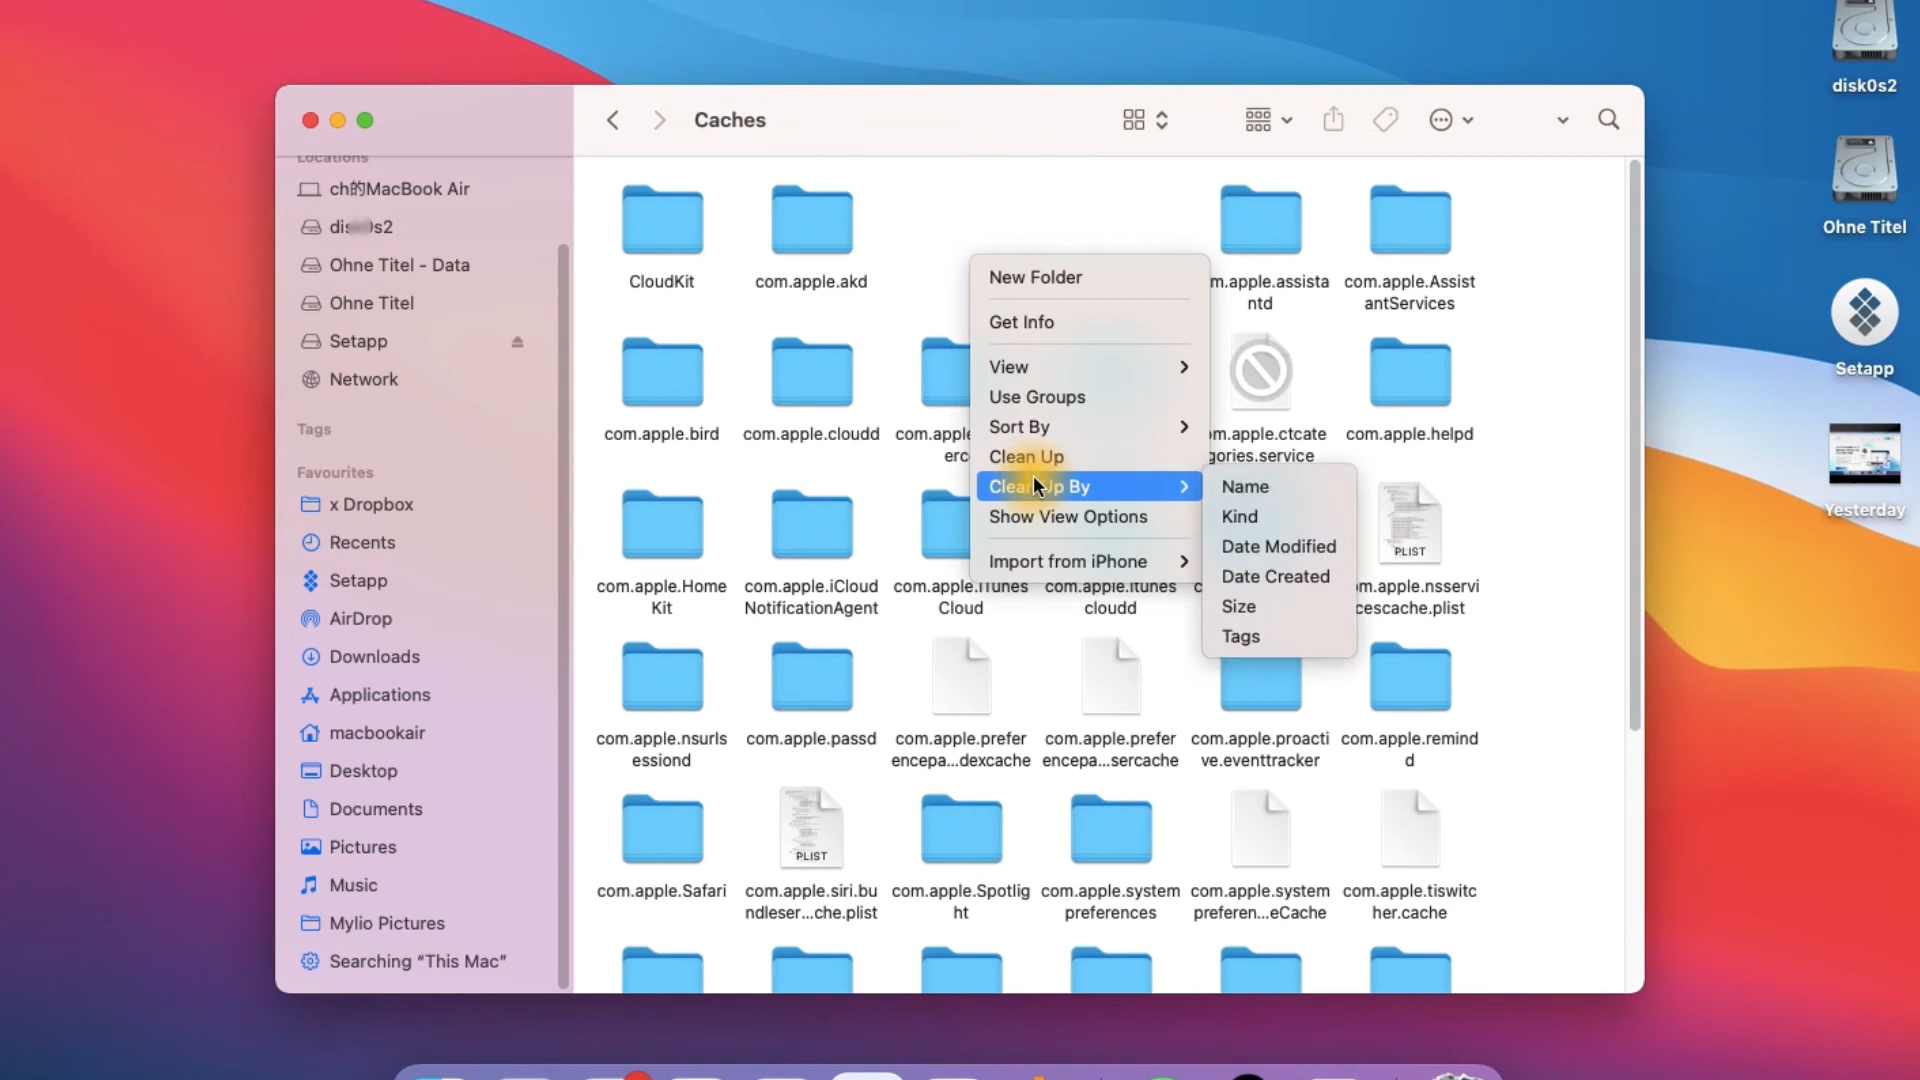 Caches
Locations
ch的MacBook Air
Ohne Titel - Data
Ohne Titel
Setapp
Network
Tags
Favourites
x Dropbox
Recents
Setapp
AirDrop
Downloads
Applications
macbookair
Desktop
Documents
Pictures
Music
Mylio Pictures
Searching “This Mac”
CloudKit
com.apple.akd
m.apple.assista
ntd
com.apple.Assist
antServices
com.apple.bird
com.apple.cloudd
com.apple
erc
m.apple.ctcate
gories.service
com.apple.helpd
com.apple.Home
Kit
com.apple.iCloud
NotificationAgent
com.apple.iTunes
Cloud
com.apple.itunes
cloudd
m.apple.nsservi
cescache.plist
PLIST
com.apple.nsurls
essiond
com.apple.passd
com.apple.prefer
encepa...dexcache
com.apple.prefer
encepa...sercache
com.apple.proacti
ve.eventtracker
com.apple.remind
d
com.apple.Safari
PLIST
com.apple.siri.bu
ndleser...che.plist
com.apple.Spotlig
ht
com.apple.system
preferences
com.apple.system
preferen...eCache
com.apple.tiswitc
her.cache
New Folder
Get Info
View
Use Groups
Sort By
Clean Up
Clean Up By
Show View Options
Import from iPhone
Name
Kind
Date Modified
Date Created
Size
Tags
disk0s2
Ohne Titel
Setapp
Yesterday